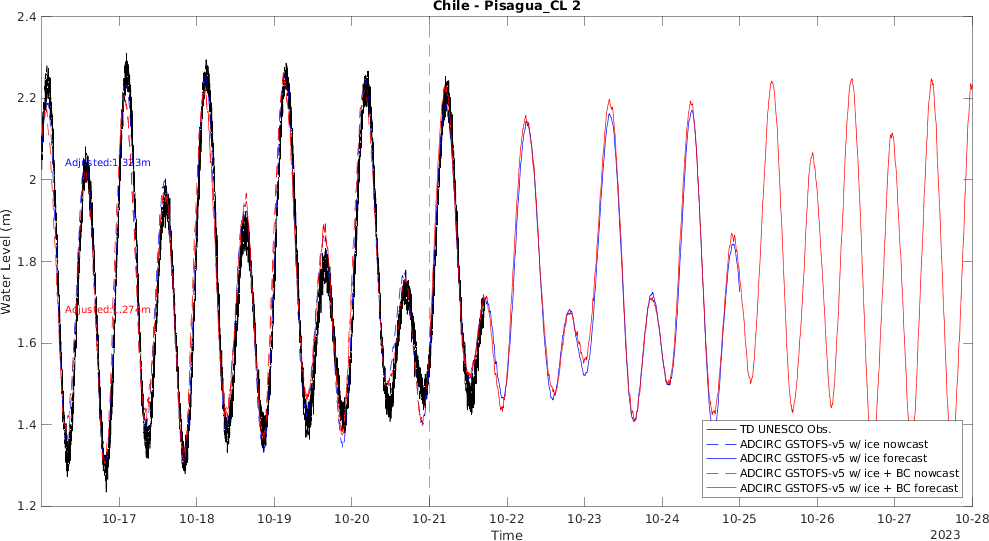 Chile - Pisagua_CL 2
2.4
2.2
2
1.8
1.6
1.4
1.2
Water Level (m)
Adjusted:1.323m
Adjusted:1.274m
TD UNESCO Obs.
ADCIRC GSTOFS-v5 w/ ice nowcast
ADCIRC GSTOFS-v5 w/ ice forecast
ADCIRC GSTOFS-v5 w/ ice + BC nowcast
ADCIRC GSTOFS-v5 w/ ice + BC forecast
10-17 10-18 10-19 10-20 10-21 10-22 10-23 10-24 10-25 10-26 10-27 10-28
Time
2023